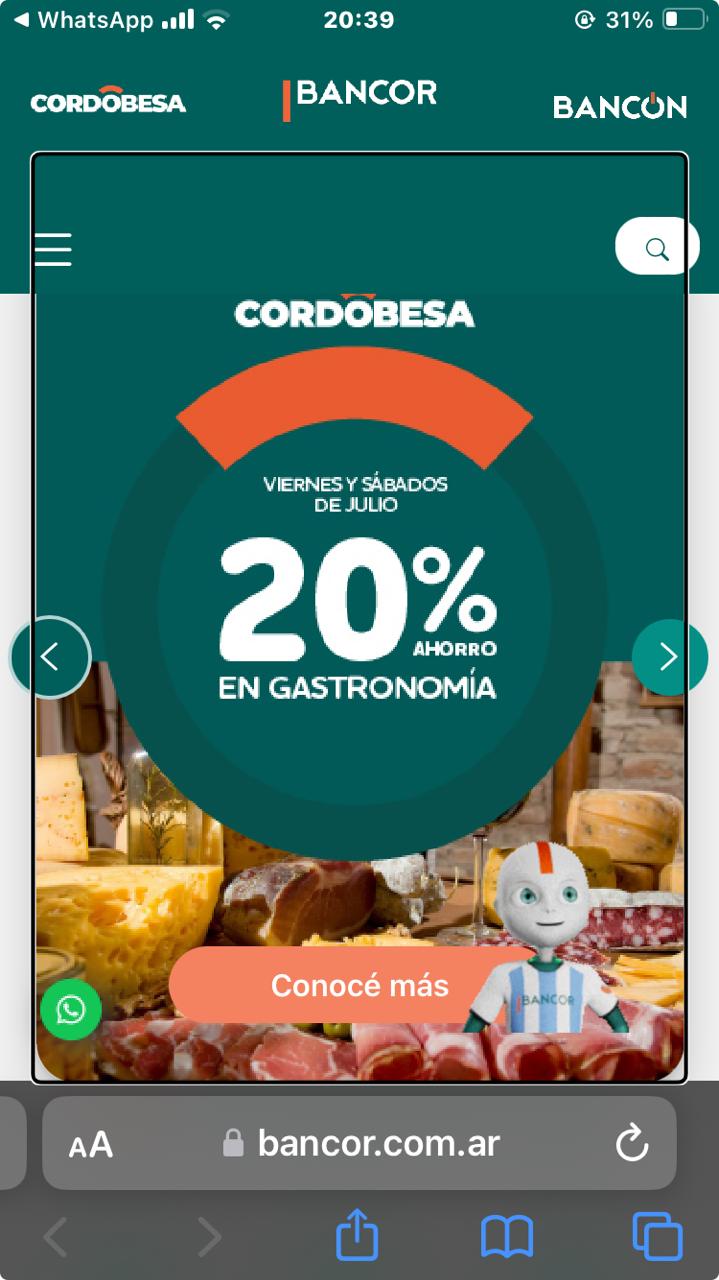 WhatsApp 20:39 31%
CORDOBESA BANCOR BANCON
CORDOBESA
VIERNES Y SÁBADOS
DE JULIO
20%
AHORRO
EN GASTRONOMÍA
Conocé más
BANCOR
AA bancor.com.ar